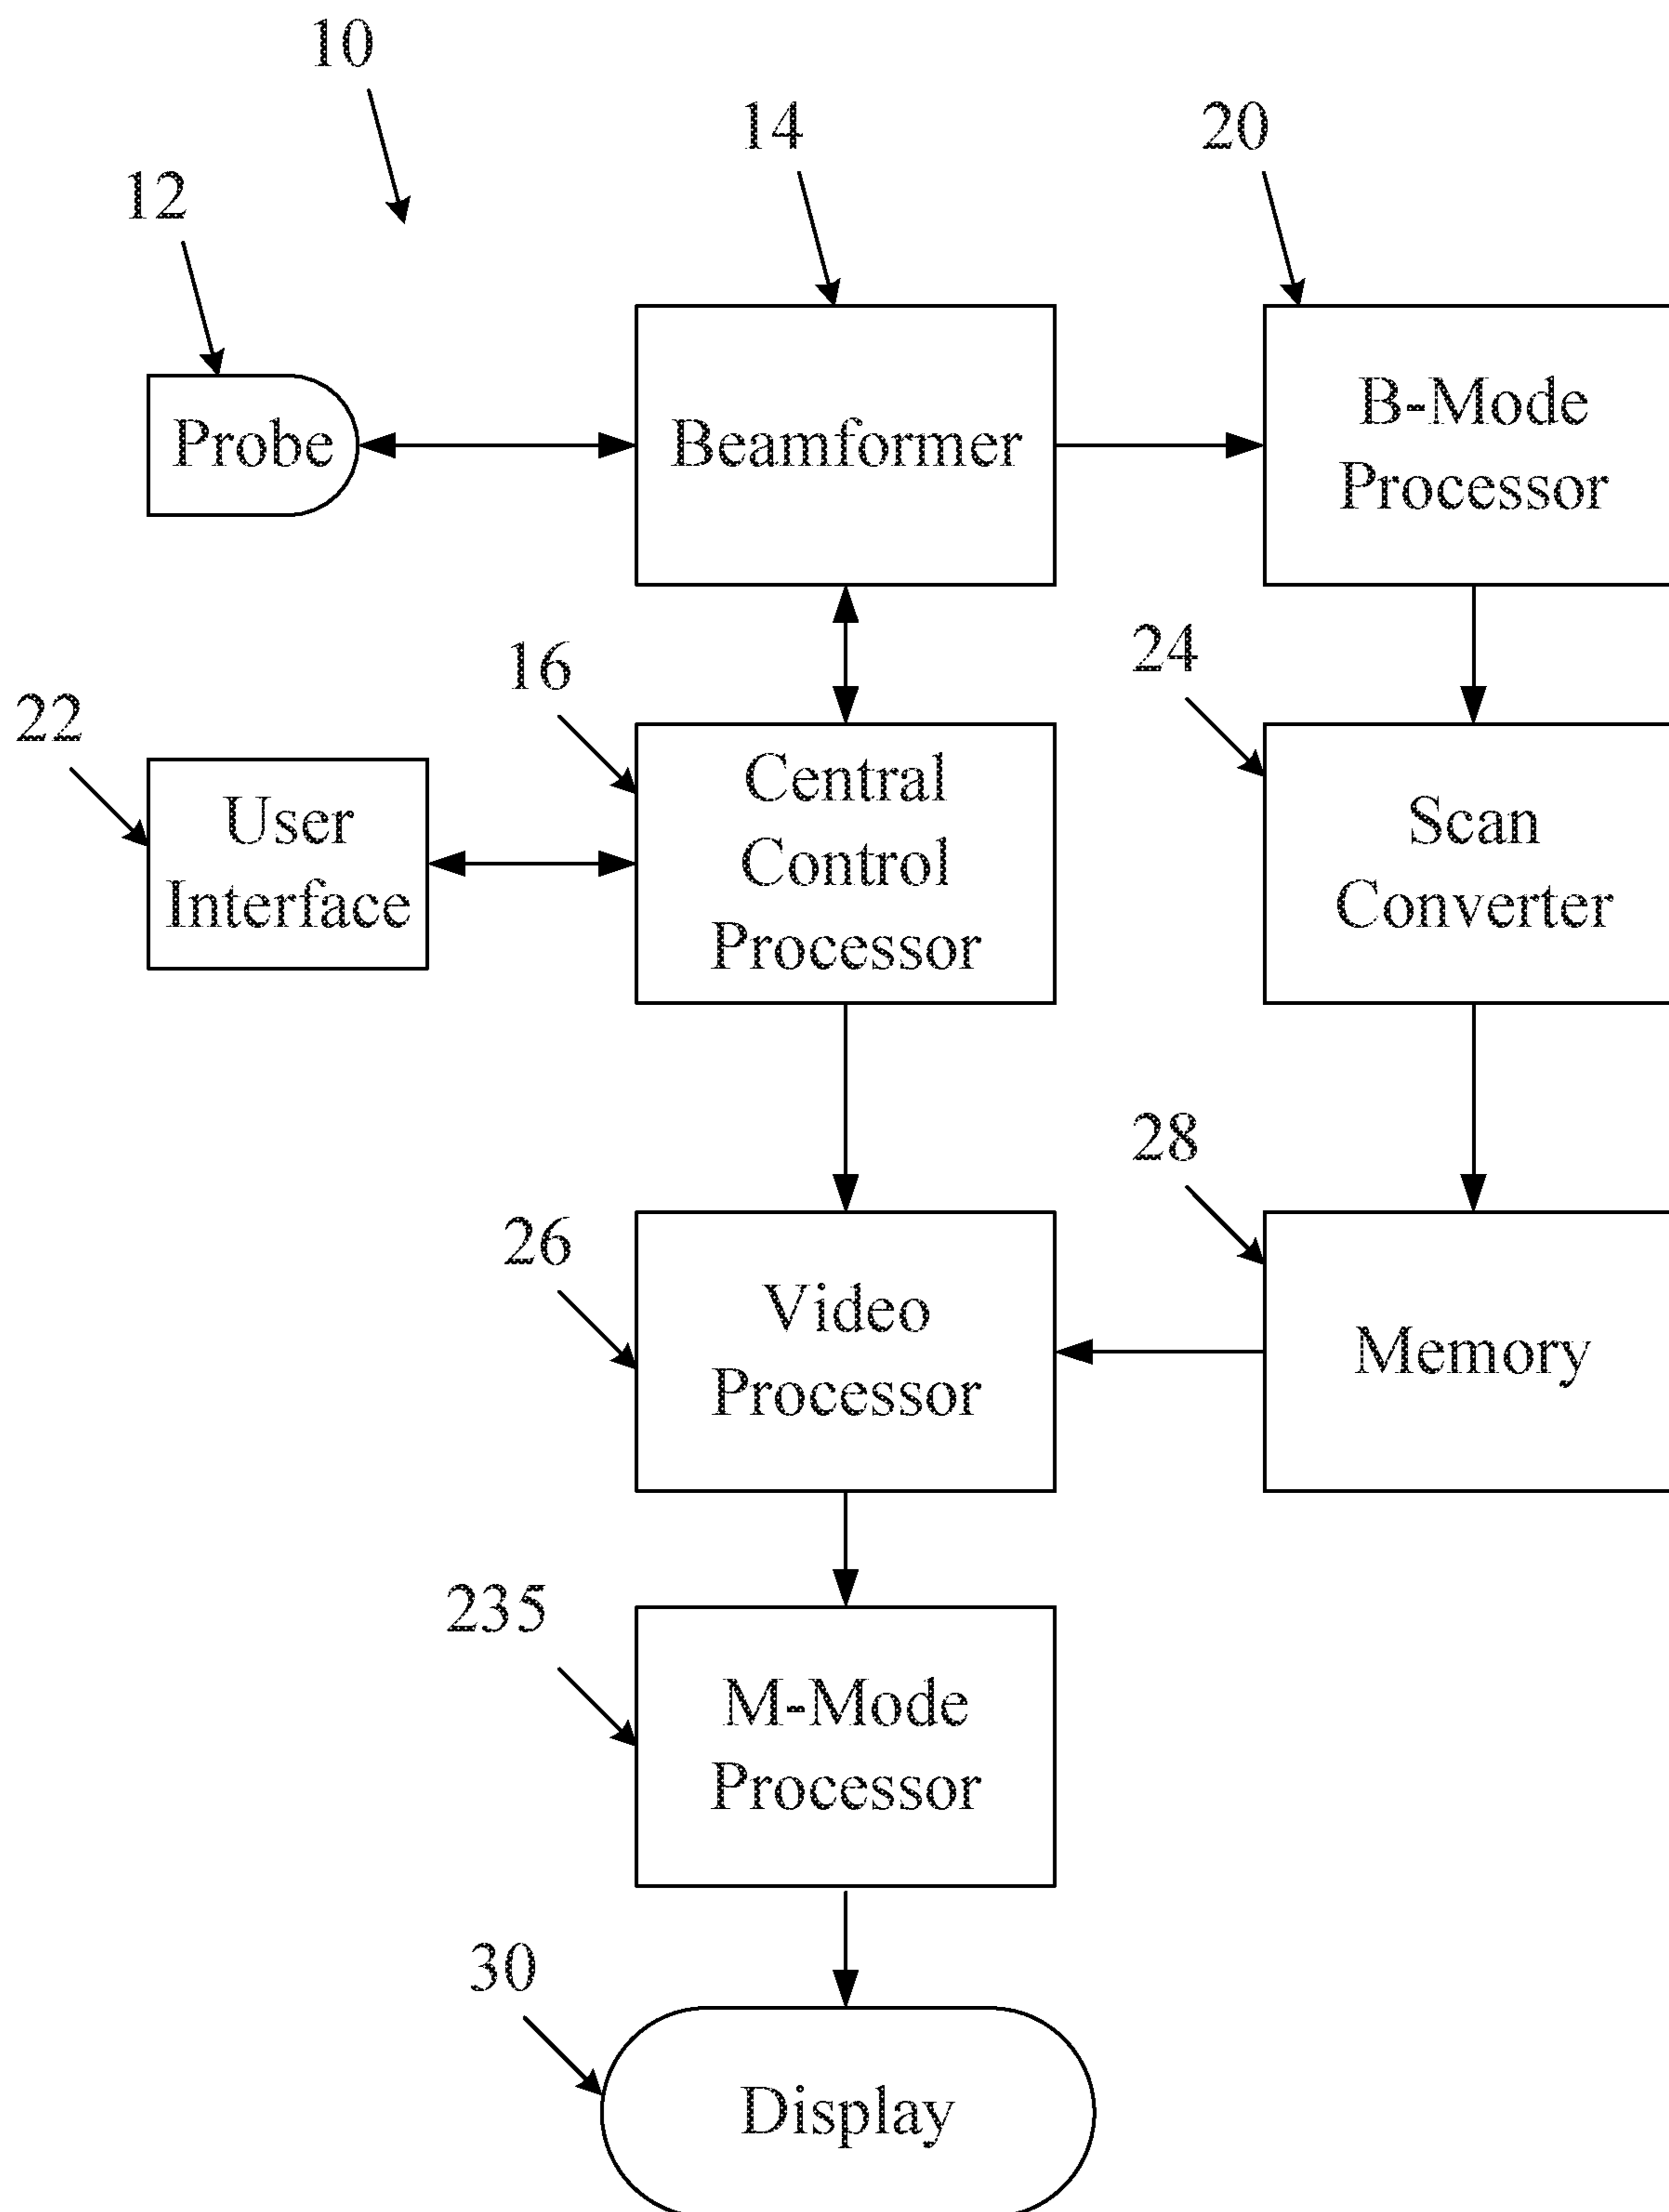 10
12
14
20
Probe
Beamformer
B-Mode
Processor
22
16
24
User
Interface
Central
Control
Processor
Scan
Converter
26
28
Video
Processor
Memory
235
M-Mode
Processor
30
Display